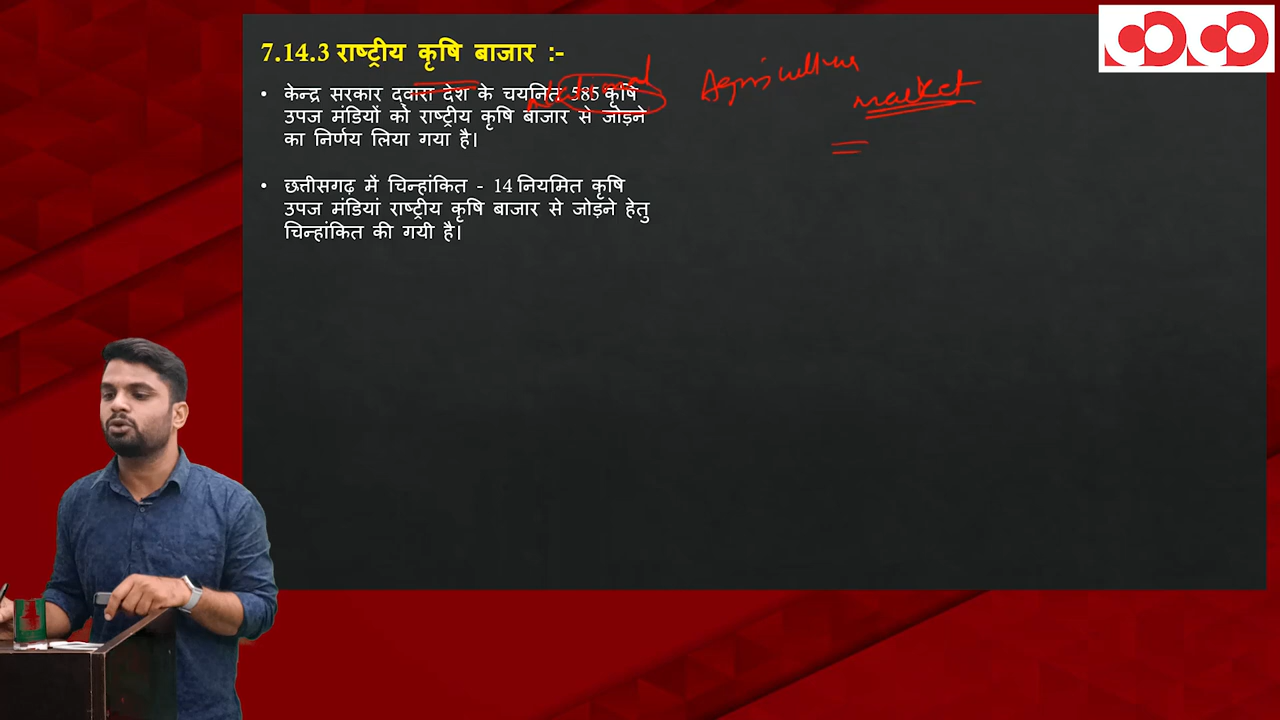 7.14.3 राष्ट्रीय कृषि बाजार :-
• केन्द्र सरकार द्वारा देश के चयनित 585 कृषि
उपज मंडियों को राष्ट्रीय कृषि बाजार से जोड़ने
का निर्णय लिया गया है।
• छत्तीसगढ़ में चिन्हांकित - 14 नियमित कृषि
उपज मंडियां राष्ट्रीय कृषि बाजार से जोड़ने हेतु
चिन्हांकित की गयी है।
National Agriculture
market